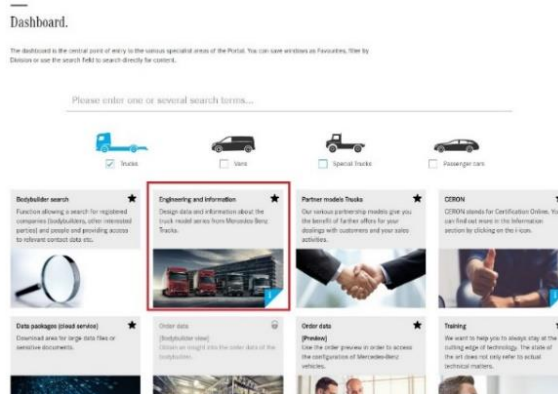 Dashboard.
The dashboard is the central point of entry to the various specialist areas of the Portal. You can save windows as Favourites, filter by
Division or use the search field to search directly for content.
Please enter one or several search terms...
Trucks
Vans
Special Trucks
Passenger cars
Bodybuilder search
Function allowing a search for registered
companies (bodybuilders, other interested
parties) and people and providing access
to relevant contact data etc.
Engineering and information
Design data and information about the
truck model series from Mercedes-Benz
Trucks.
Partner models Trucks
Our various partnership models give you
the benefit of further offers for your
dealings with customers and your sales
activities.
CERON
CERON stands for Certification Online. You
can find out more in the Information
section by clicking on the i-icon.
Data packages (cloud service)
Download area for large data files or
sensitive documents.
Order data
[Bodybuilder view]
Obtain an insight into the order data of the
bodybuilder.
Order data
[Preview]
Use the order preview in order to access
the configuration of Mercedes-Benz
vehicles.
Training
We want to help you to always stay at the
cutting edge of technology. The state of
the art does not only refer to actual
technical matters.